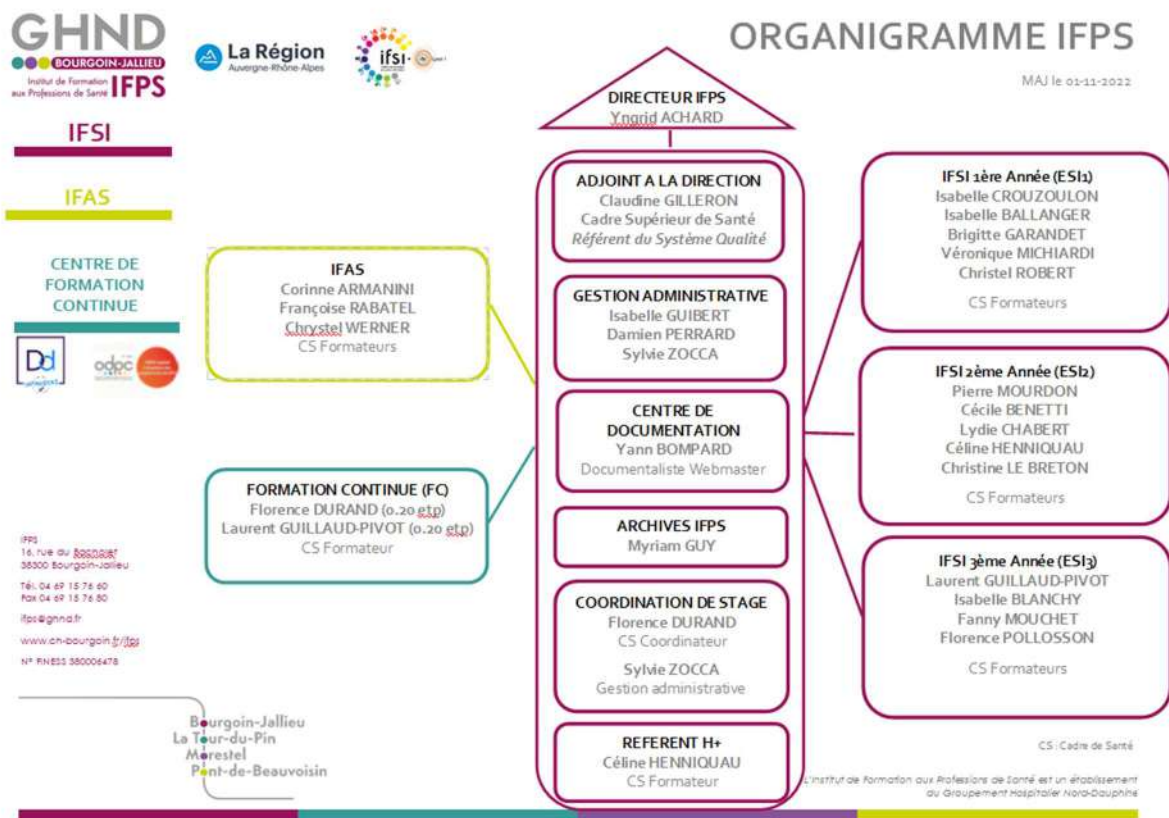 GHND
BOURGOIN-JALLIEU
Institut de Formation
aux Professions de Santé IFPS
La Région
Auvergne-Rhône-Alpes
ifsi
ORGANIGRAMME IFPS
MAJ le 01-11-2022
IFSI
IFAS
CENTRE DE
FORMATION
CONTINUE
Dd
odpc
DIRECTEUR IFPS
Yngrid ACHARD
ADJOINT A LA DIRECTION
Claudine GILLERON
Cadre Supérieur de Santé
Référent du Système Qualité
IFAS
Corinne ARMANINI
Françoise RABATEL
Chrystel WERNER
CS Formateurs
GESTION ADMINISTRATIVE
Isabelle GUIBERT
Damien PERRARD
Sylvie ZOCCA
CENTRE DE
DOCUMENTATION
Yann BOMPARD
Documentaliste Webmaster
FORMATION CONTINUE (FC)
Florence DURAND (0.20 etp)
Laurent GUILLAUD-PIVOT (0.20 etp)
CS Formateur
ARCHIVES IFPS
Myriam GUY
COORDINATION DE STAGE
Florence DURAND
CS Coordinateur
Sylvie ZOCCA
Gestion administrative
REFERENT H+
Céline HENNIQUAU
CS Formateur
IFSI 1ère Année (ESI1)
Isabelle CROUZOULON
Isabelle BALLANGER
Brigitte GARANDET
Véronique MICHIARDI
Christel ROBERT
CS Formateurs
IFSI 2ème Année (ESI2)
Pierre MOURDON
Cécile BENETTI
Lydie CHABERT
Céline HENNIQUAU
Christine LE BRETON
CS Formateurs
IFSI 3ème Année (ESI3)
Laurent GUILLAUD-PIVOT
Isabelle BLANCHY
Fanny MOUCHET
Florence POLLOSSON
CS Formateurs
IFPS
16, rue du
38300 Bourgoin-Jallieu
Tél. 04 69 15 76 60
Fax 04 69 15 76 80
ifps@ghnd.fr
www.ch-bourgoin.fr/ifps
N° FINESS 380006478
Bourgoin-Jallieu
La Tour-du-Pin
Morestel
Pont-de-Beauvoisin
CS : Cadre de Santé
L'Institut de Formation aux Professions de Santé est un établissement
du Groupement Hospitalier Nord-Dauphiné